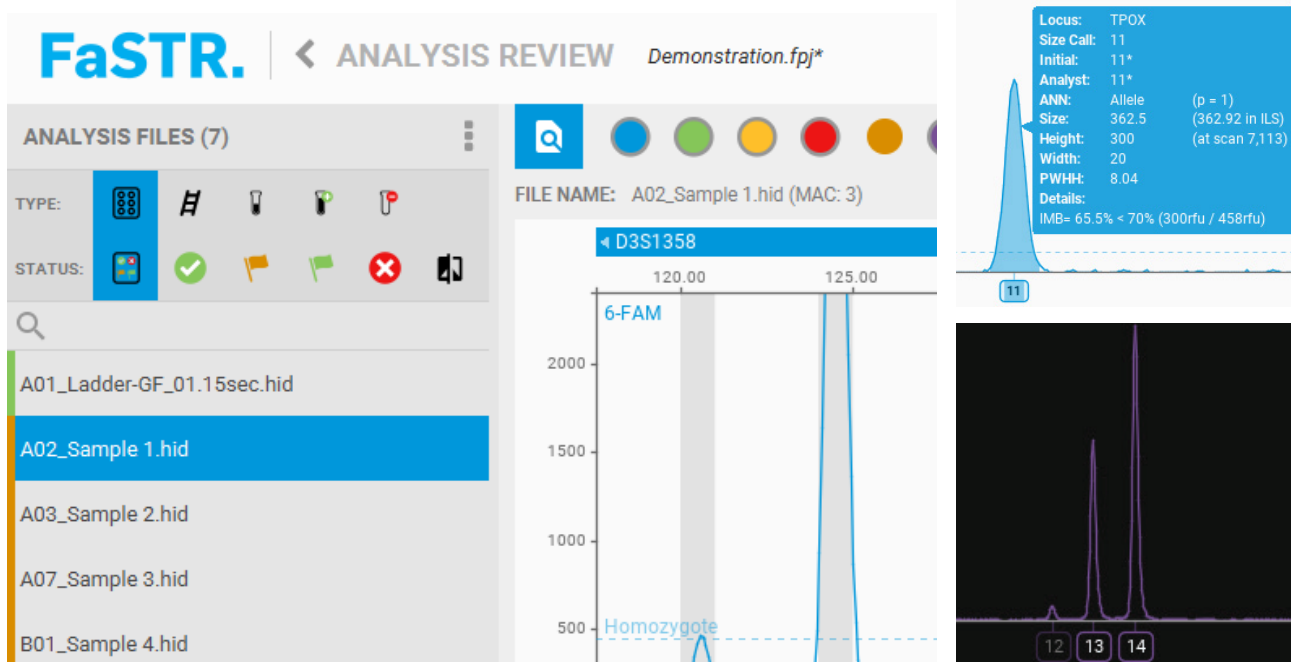 FaSTR. ANALYSIS REVIEW Demonstration.fpj*
ANALYSIS FILES (7)
TYPE:
STATUS:
A01_Ladder-GF_01.15sec.hid
A02_Sample 1.hid
A03_Sample 2.hid
A07_Sample 3.hid
B01_Sample 4.hid
FILE NAME: A02_Sample 1.hid (MAC: 3)
D3S1358
120.00 125.00
6-FAM
2000
1500
1000
500
Homozygote
Locus: TPOX
Size Call: 11
Initial: 11*
Analyst: 11*
ANN: Allele (p = 1)
Size: 362.5 (362.92 in ILS)
Height: 300 (at scan 7,113)
Width: 20
PWHH: 8.04
Details:
IMB= 65.5% < 70% (300rfu / 458rfu)
11
12 13 14